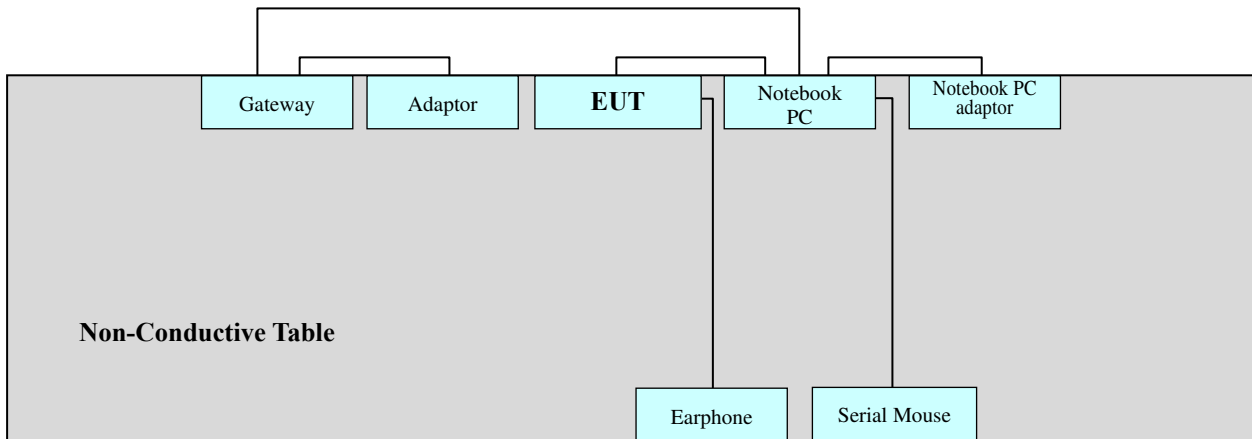 Gateway
Adaptor
EUT
Notebook
PC
Notebook PC
adaptor
Non-Conductive Table
Earphone
Serial Mouse